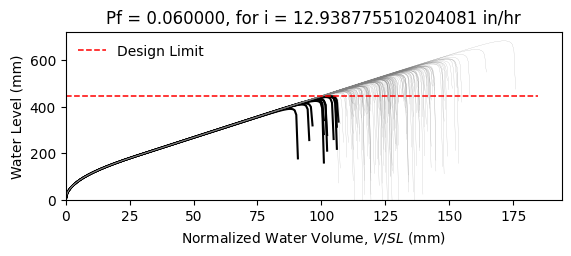 Pf = 0.060000, for i = 12.938775510204081 in/hr
Design Limit
Water Level (mm)
600
400
200
0
0 25 50 75 100 125 150 175
Normalized Water Volume, V/SL (mm)